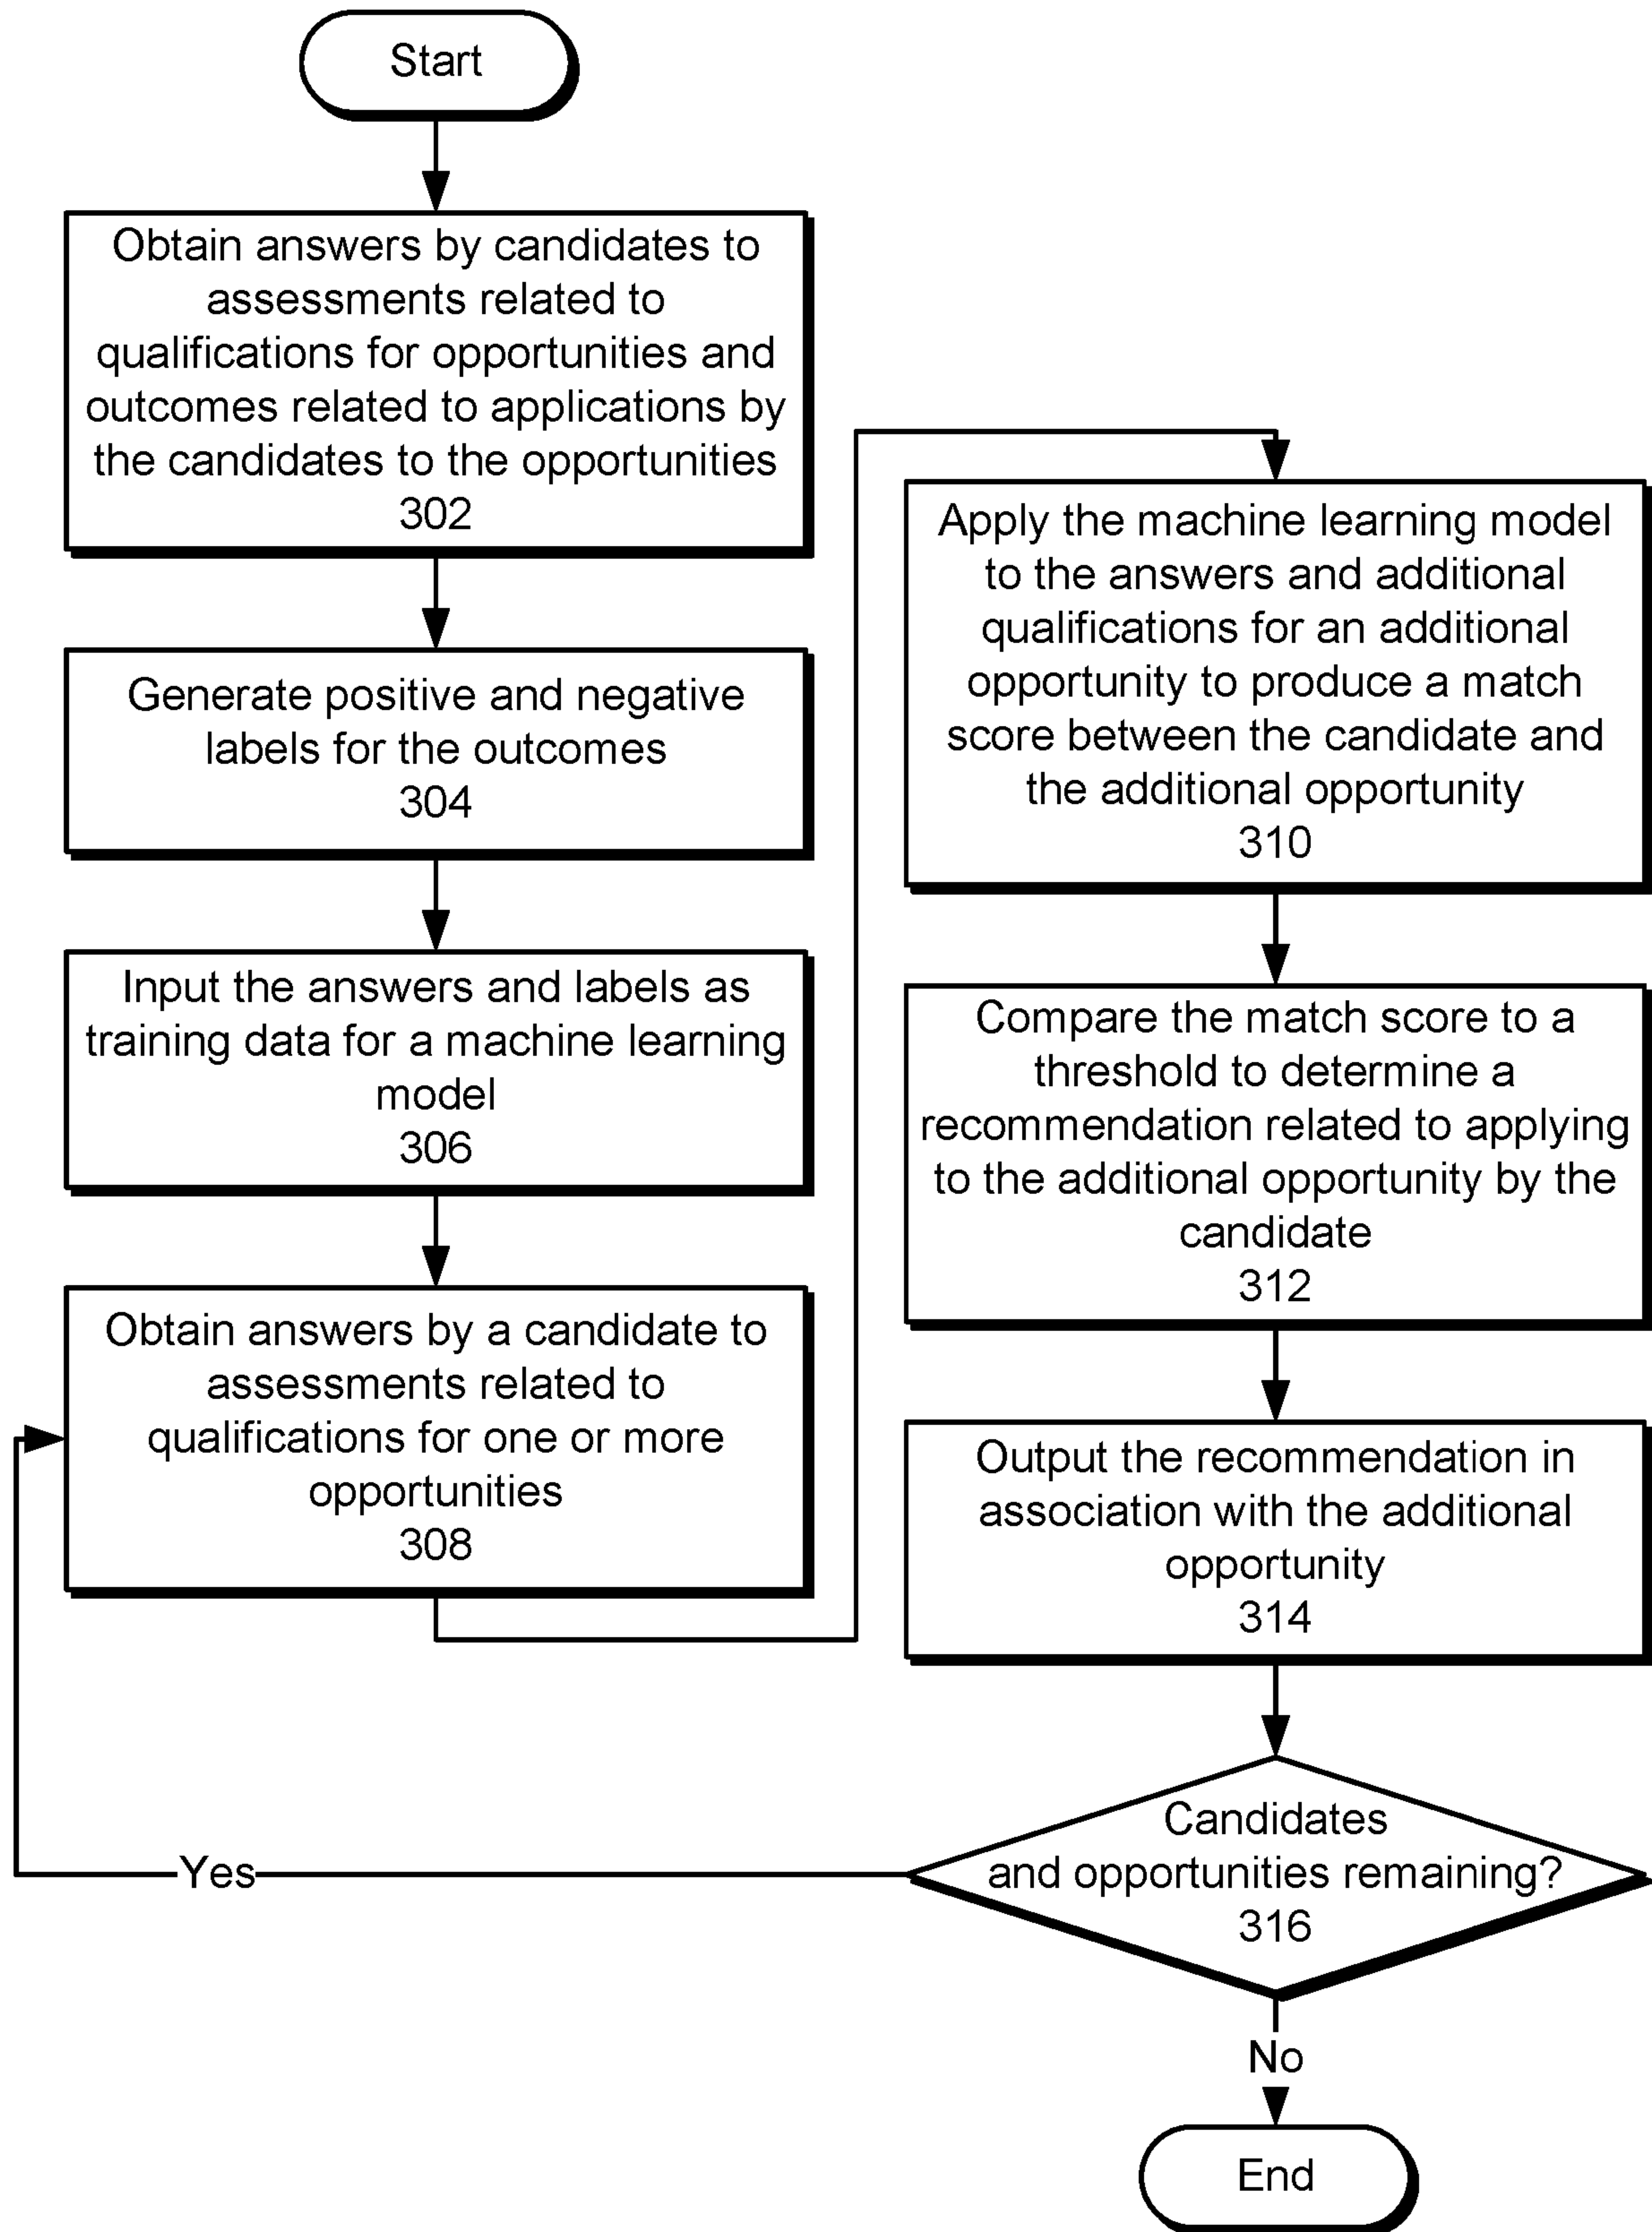 Start
Obtain answers by candidates to
assessments related to
qualifications for opportunities and
outcomes related to applications by
the candidates to the opportunities
302
Generate positive and negative
labels for the outcomes
304
Input the answers and labels as
training data for a machine learning
model
306
Obtain answers by a candidate to
assessments related to
qualifications for one or more
opportunities
308
Apply the machine learning model
to the answers and additional
qualifications for an additional
opportunity to produce a match
score between the candidate and
the additional opportunity
310
Compare the match score to a
threshold to determine a
recommendation related to applying
to the additional opportunity by the
candidate
312
Output the recommendation in
association with the additional
opportunity
314
Candidates
and opportunities remaining?
316
Yes
No
End